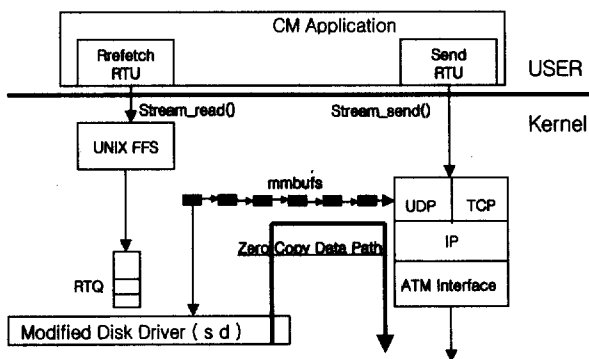 CM Application
Rrefetch
RTU
Send
RTU
USER
Stream_read()
Stream_send()
Kernel
UNIX FFS
mmbufs
UDP
TCP
Zero Copy Data Path
IP
RTQ
ATM Interface
Modified Disk Driver ( s d )